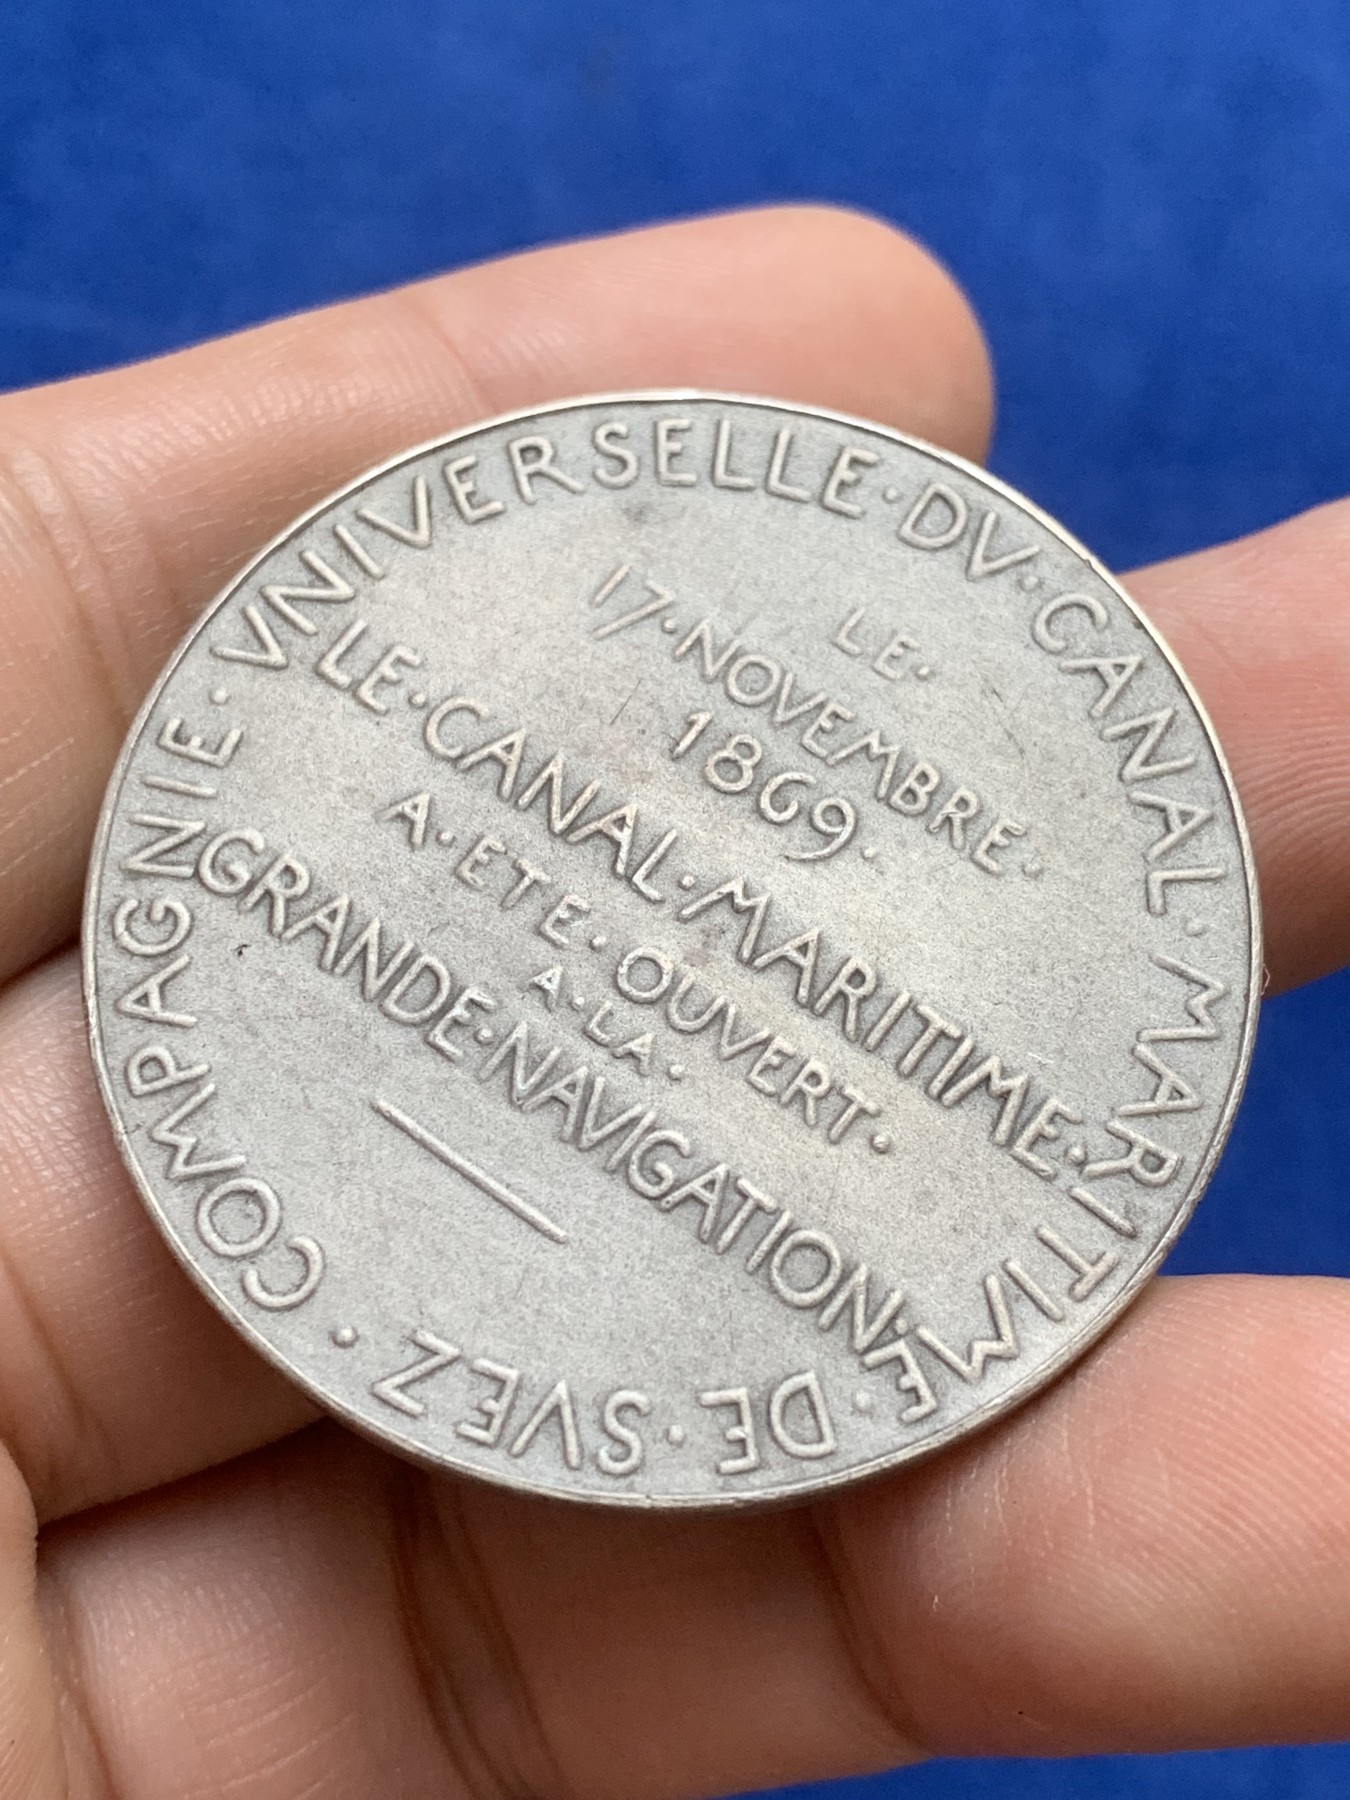 COMPAGNIE · VNIVERSELLE · DV · CANAL · MARITIME · DE · SVEZ ·
LE ·
17 · NOVEMBRE ·
1869 ·
LE · CANAL · MARITIME ·
A · ETE · OUVERT ·
A · LA ·
GRANDE · NAVIGATION ·